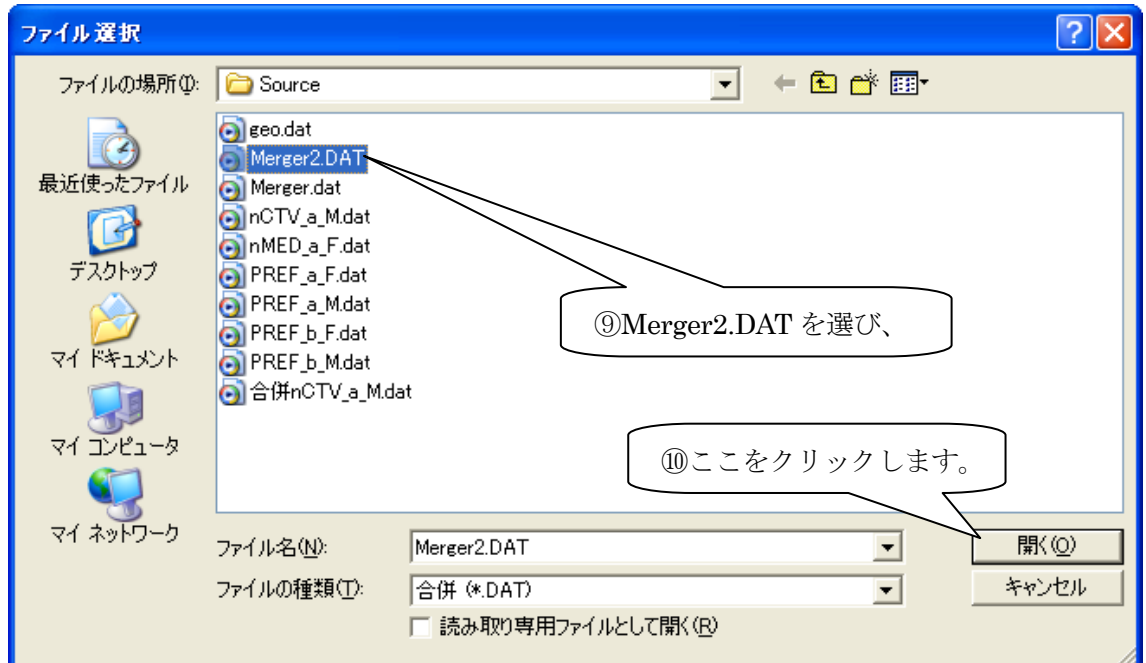 ファイル選択
ファイルの場所(I):
Source
geo.dat
Merger2.DAT
Merger.dat
nCTV_a_M.dat
nMED_a_F.dat
PREF_a_F.dat
PREF_a_M.dat
PREF_b_F.dat
PREF_b_M.dat
合併nCTV_a_M.dat
最近使ったファイル
デスクトップ
マイ ドキュメント
マイ コンピュータ
マイ ネットワーク
⑨Merger2.DAT を選び、
⑩ここをクリックします。
ファイル名(N):
Merger2.DAT
開く(O)
ファイルの種類(T):
合併 (*.DAT)
キャンセル
読み取り専用ファイルとして開く(R)